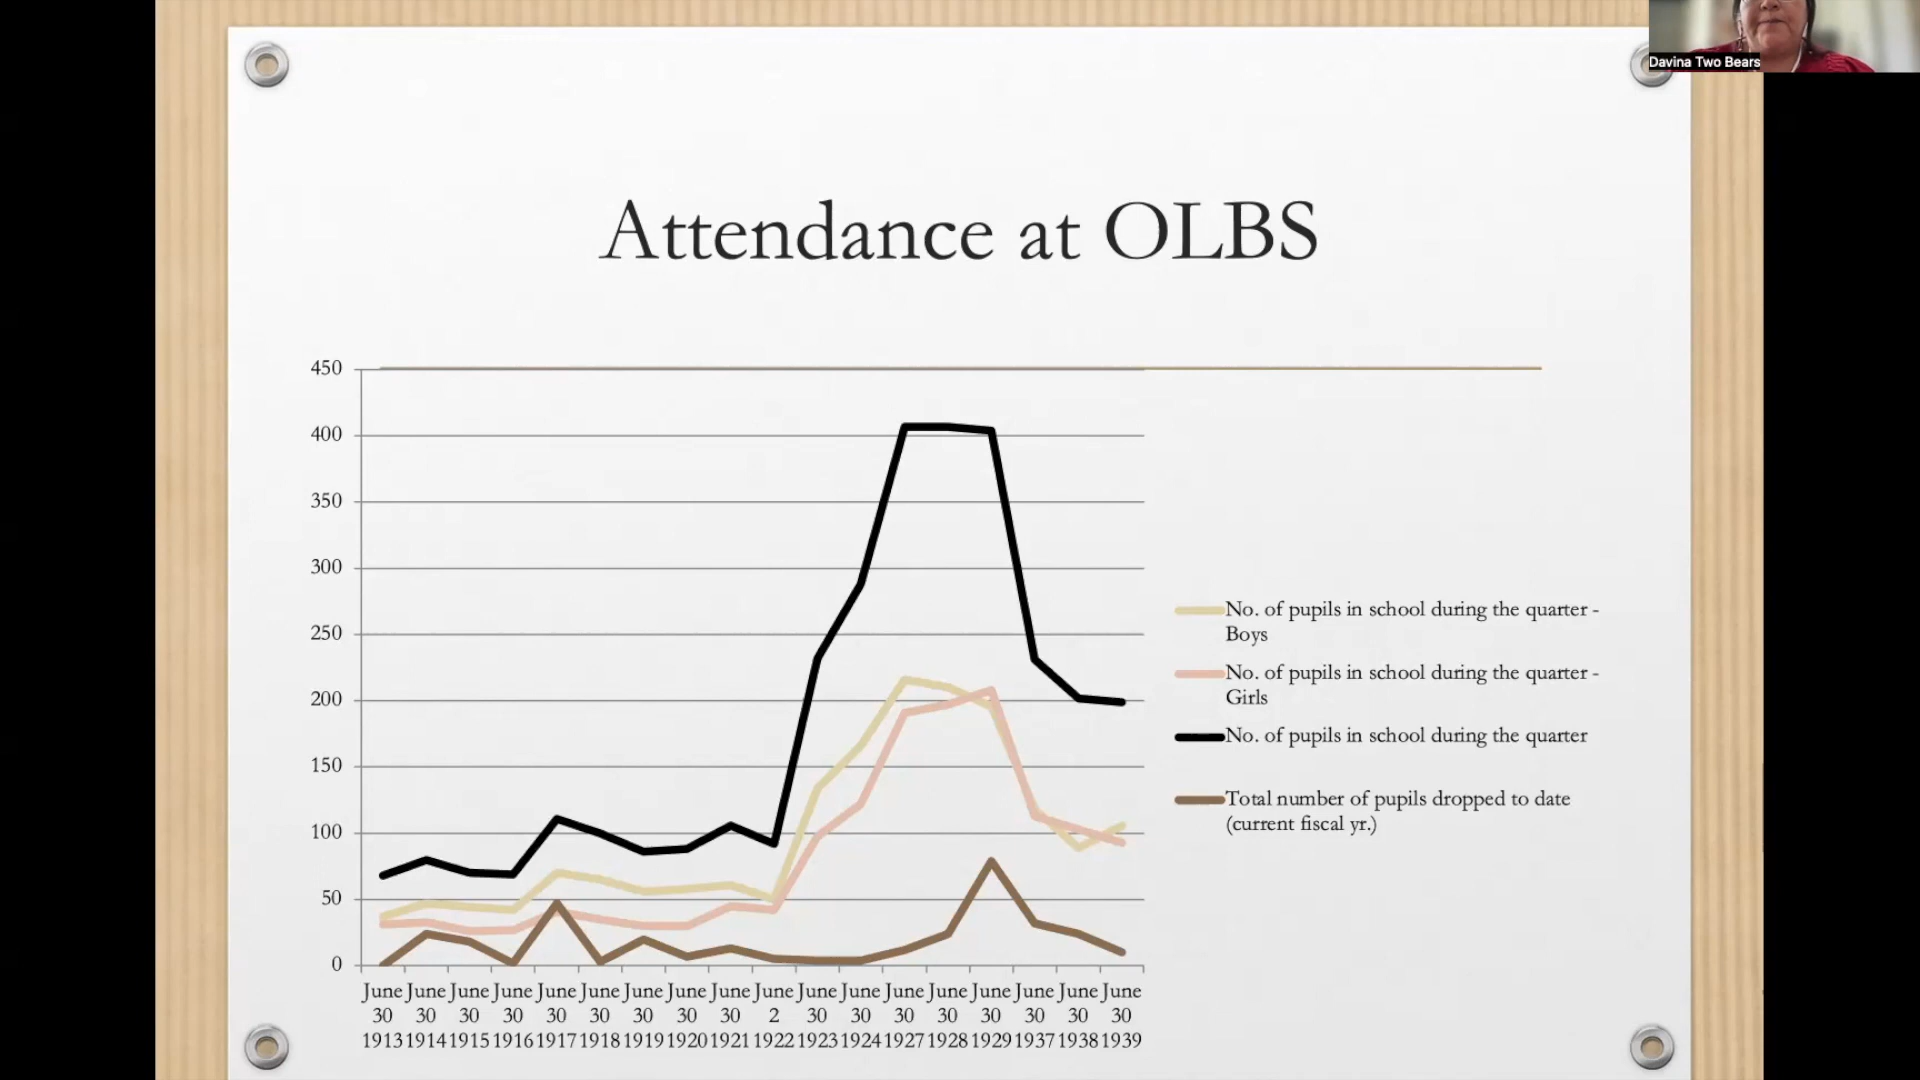 Davina Two Bears
Attendance at OLBS
450
400
350
300
250
200
150
100
50
0
June June June June June June June June June June June June June June June June June June
30 30 30 30 30 30 30 30 30 2 30 30 30 30 30 30 30 30
1913 1914 1915 1916 1917 1918 1919 1920 1921 1922 1923 1924 1927 1928 1929 1937 1938 1939
No. of pupils in school during the quarter -
Boys
No. of pupils in school during the quarter -
Girls
No. of pupils in school during the quarter
Total number of pupils dropped to date
(current fiscal yr.)